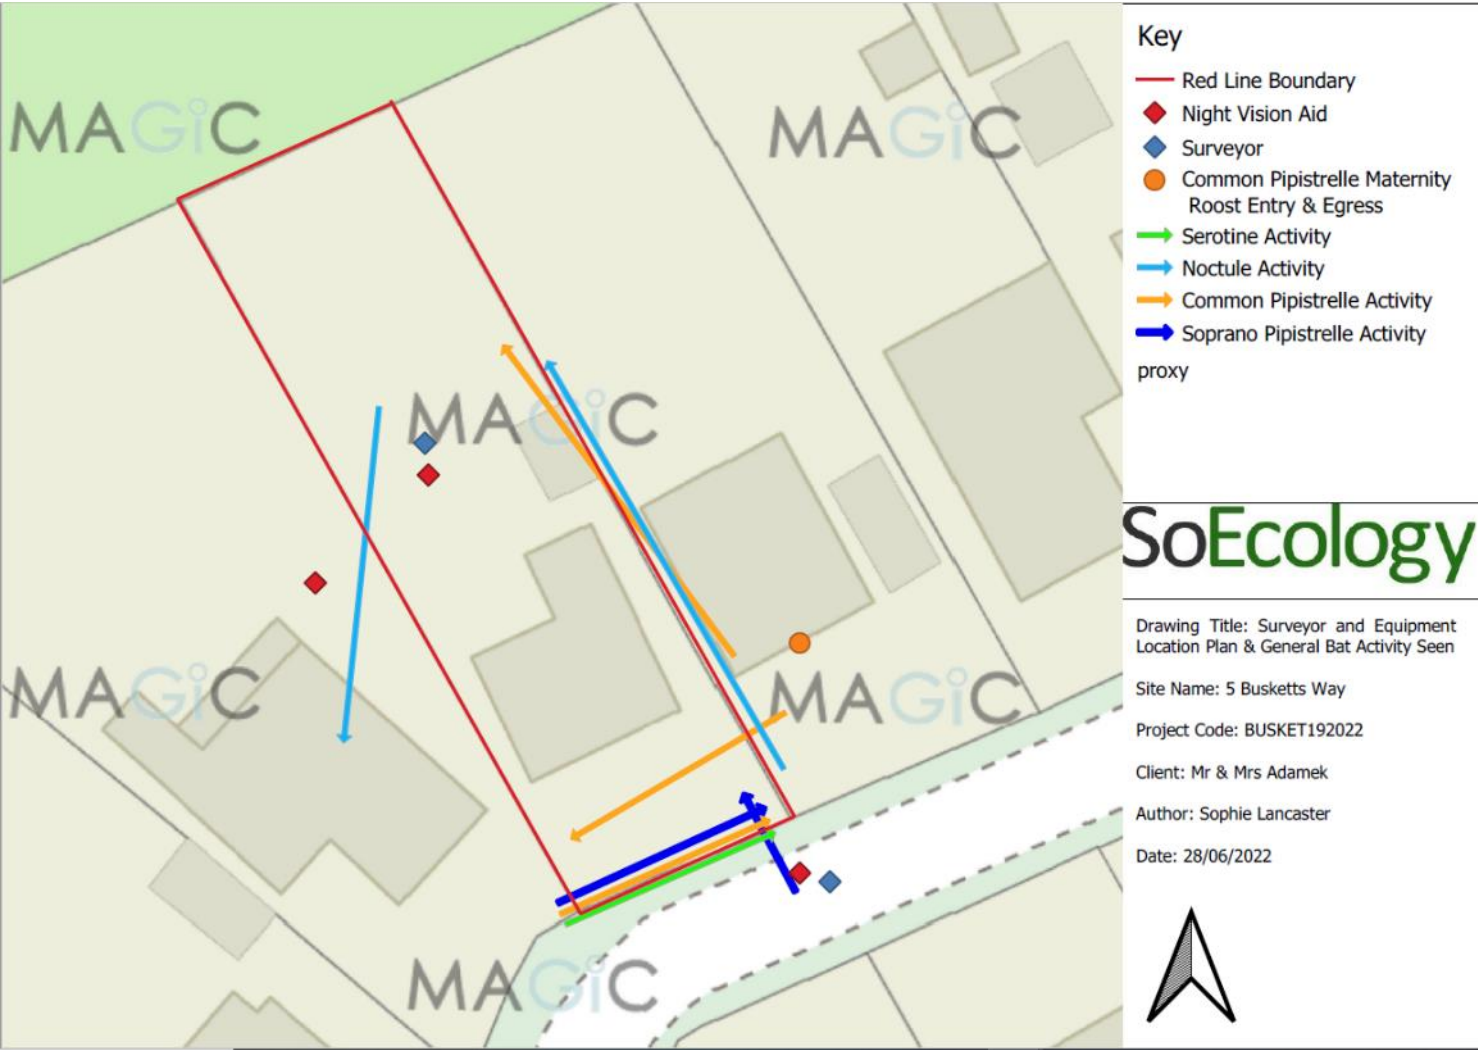 MAGiC
MAGiC
MAGiC
MAGiC
MAGiC
MAGiC
Key
Red Line Boundary
Night Vision Aid
Surveyor
Common Pipistrelle Maternity
Roost Entry & Egress
Serotine Activity
Noctule Activity
Common Pipistrelle Activity
Soprano Pipistrelle Activity
proxy
SoEcology
Drawing Title: Surveyor and Equipment
Location Plan & General Bat Activity Seen
Site Name: 5 Busketts Way
Project Code: BUSKET192022
Client: Mr & Mrs Adamek
Author: Sophie Lancaster
Date: 28/06/2022